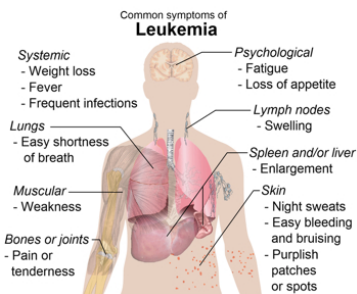 Common symptoms of
Leukemia
Systemic
- Weight loss
- Fever
- Frequent infections
Lungs
- Easy shortness
of breath
Muscular
- Weakness
Bones or joints
- Pain or
tenderness
Psychological
- Fatigue
- Loss of appetite
Lymph nodes
- Swelling
Spleen and/or liver
- Enlargement
Skin
- Night sweats
- Easy bleeding
and bruising
- Purplish
patches
or spots